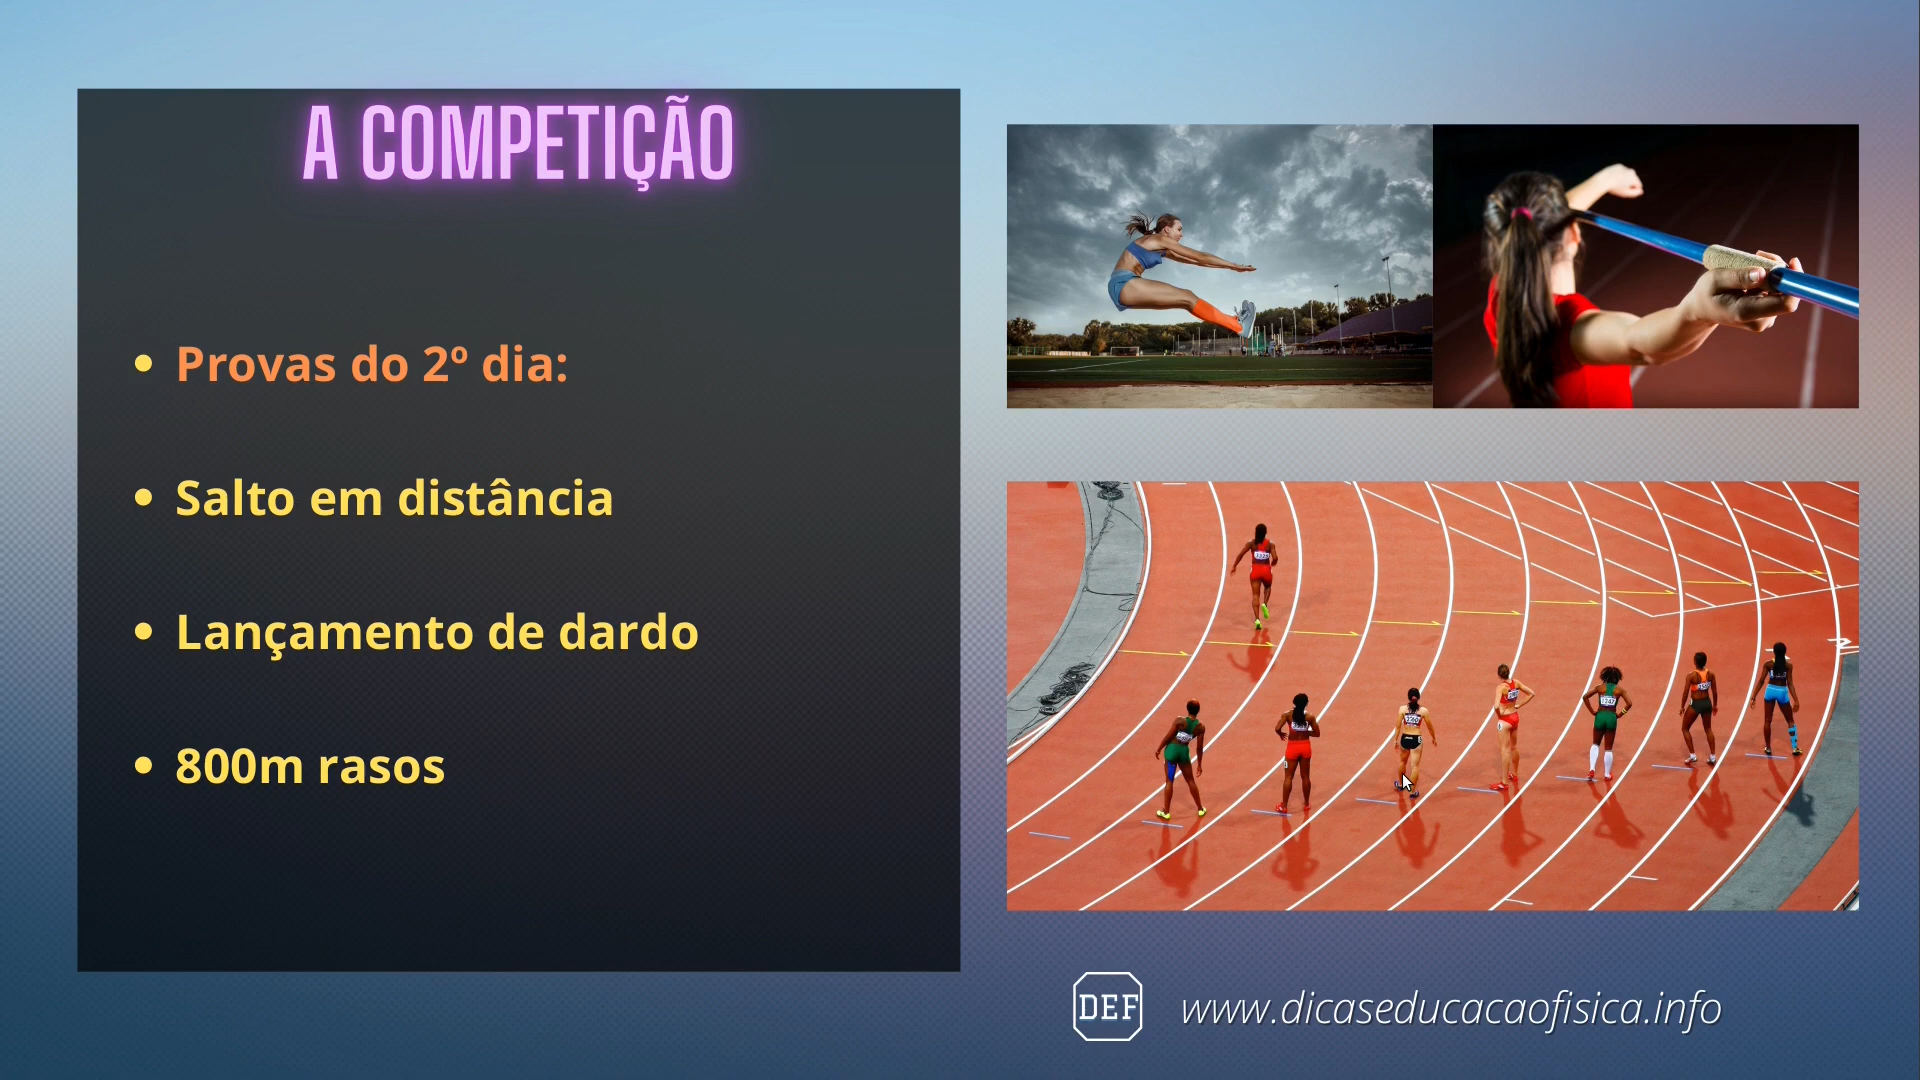 A COMPETIÇÃO
Provas do 2º dia:
Salto em distância
Lançamento de dardo
800m rasos
DEF
www.dicaseducacaofisica.info